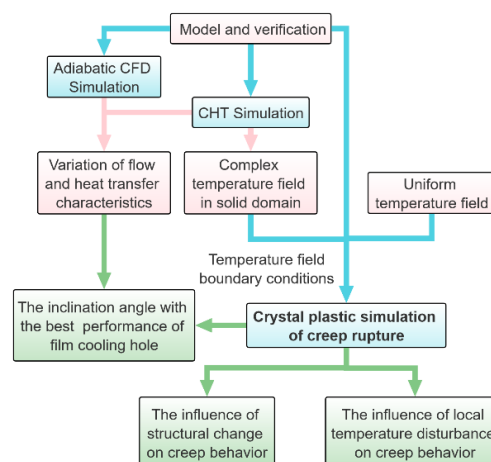 Model and verification
Adiabatic CFD
Simulation
CHT Simulation
Variation of flow
and heat transfer
characteristics
Complex
temperature field
in solid domain
Uniform
temperature field
Temperature field
boundary conditions
The inclination angle with
the best performance of
film cooling hole
Crystal plastic simulation
of creep rupture
The influence of
structural change
on creep behavior
The influence of local
temperature disturbance
on creep behavior